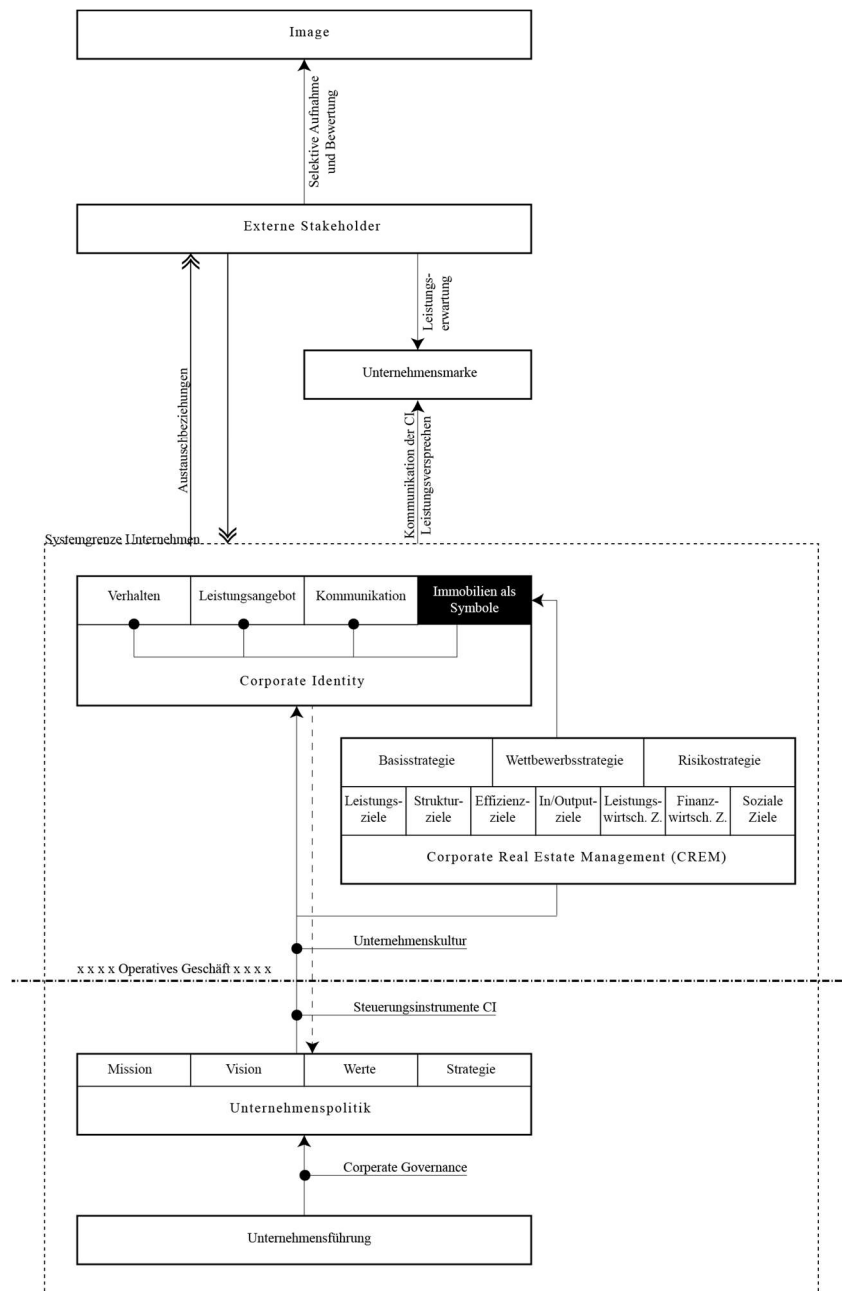 Image
Selektive Aufnahme
und Bewertung
Externe Stakeholder
Leistungs-
erwartung
Unternehmensmarke
Austauschbeziehungen
Kommunikation der CI
Leistungsversprechen
Systemgrenze Unternehmen
Verhalten
Leistungsangebot
Kommunikation
Immobilien als
Symbole
Corporate Identity
Basisstrategie
Wettbewerbsstrategie
Risikostrategie
Leistungs-
ziele
Struktur-
ziele
Effizienz-
ziele
In/Output-
ziele
Leistungs-
wirtsch. Z.
Finanz-
wirtsch. Z.
Soziale
Ziele
Corporate Real Estate Management (CREM)
Unternehmenskultur
x x x x Operatives Geschäft x x x x
Steuerungsinstrumente CI
Mission
Vision
Werte
Strategie
Unternehmenspolitik
Corperate Governance
Unternehmensführung